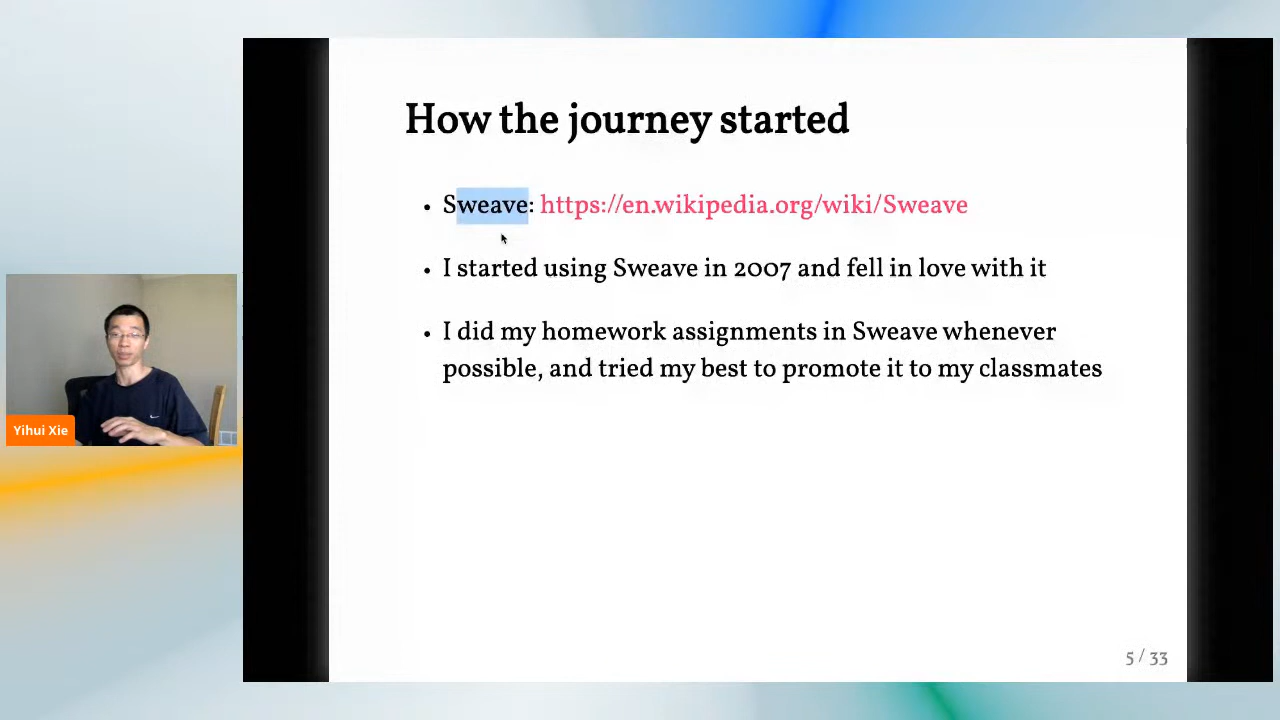 How the journey started
• Sweave: https://en.wikipedia.org/wiki/Sweave
• I started using Sweave in 2007 and fell in love with it
• I did my homework assignments in Sweave whenever
possible, and tried my best to promote it to my classmates
Yihui Xie
5 / 33